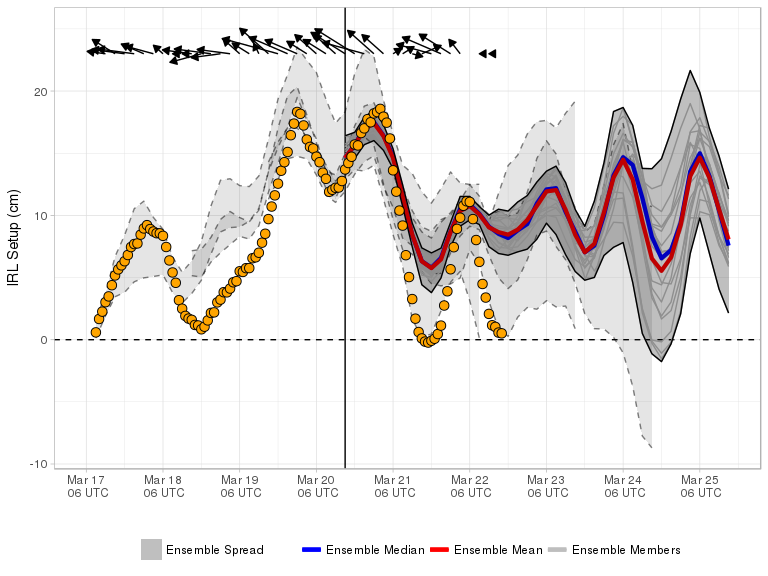 IRL Setup (cm)
20
10
0
-10
Mar 17 Mar 18 Mar 19 Mar 20 Mar 21 Mar 22 Mar 23 Mar 24 Mar 25
06 UTC 06 UTC 06 UTC 06 UTC 06 UTC 06 UTC 06 UTC 06 UTC 06 UTC
Ensemble Spread Ensemble Median Ensemble Mean Ensemble Members